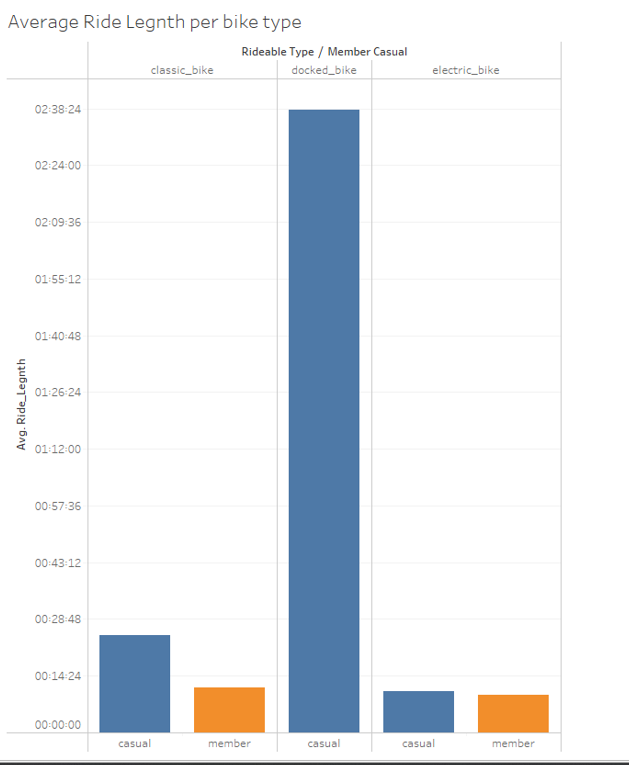 Average Ride Legnth per bike type
Rideable Type / Member Casual
classic_bike docked_bike electric_bike
02:38:24
02:24:00
02:09:36
01:55:12
01:40:48
01:26:24
01:12:00
00:57:36
00:43:12
00:28:48
00:14:24
00:00:00
Avg. Ride_Legnth
casual member casual casual member